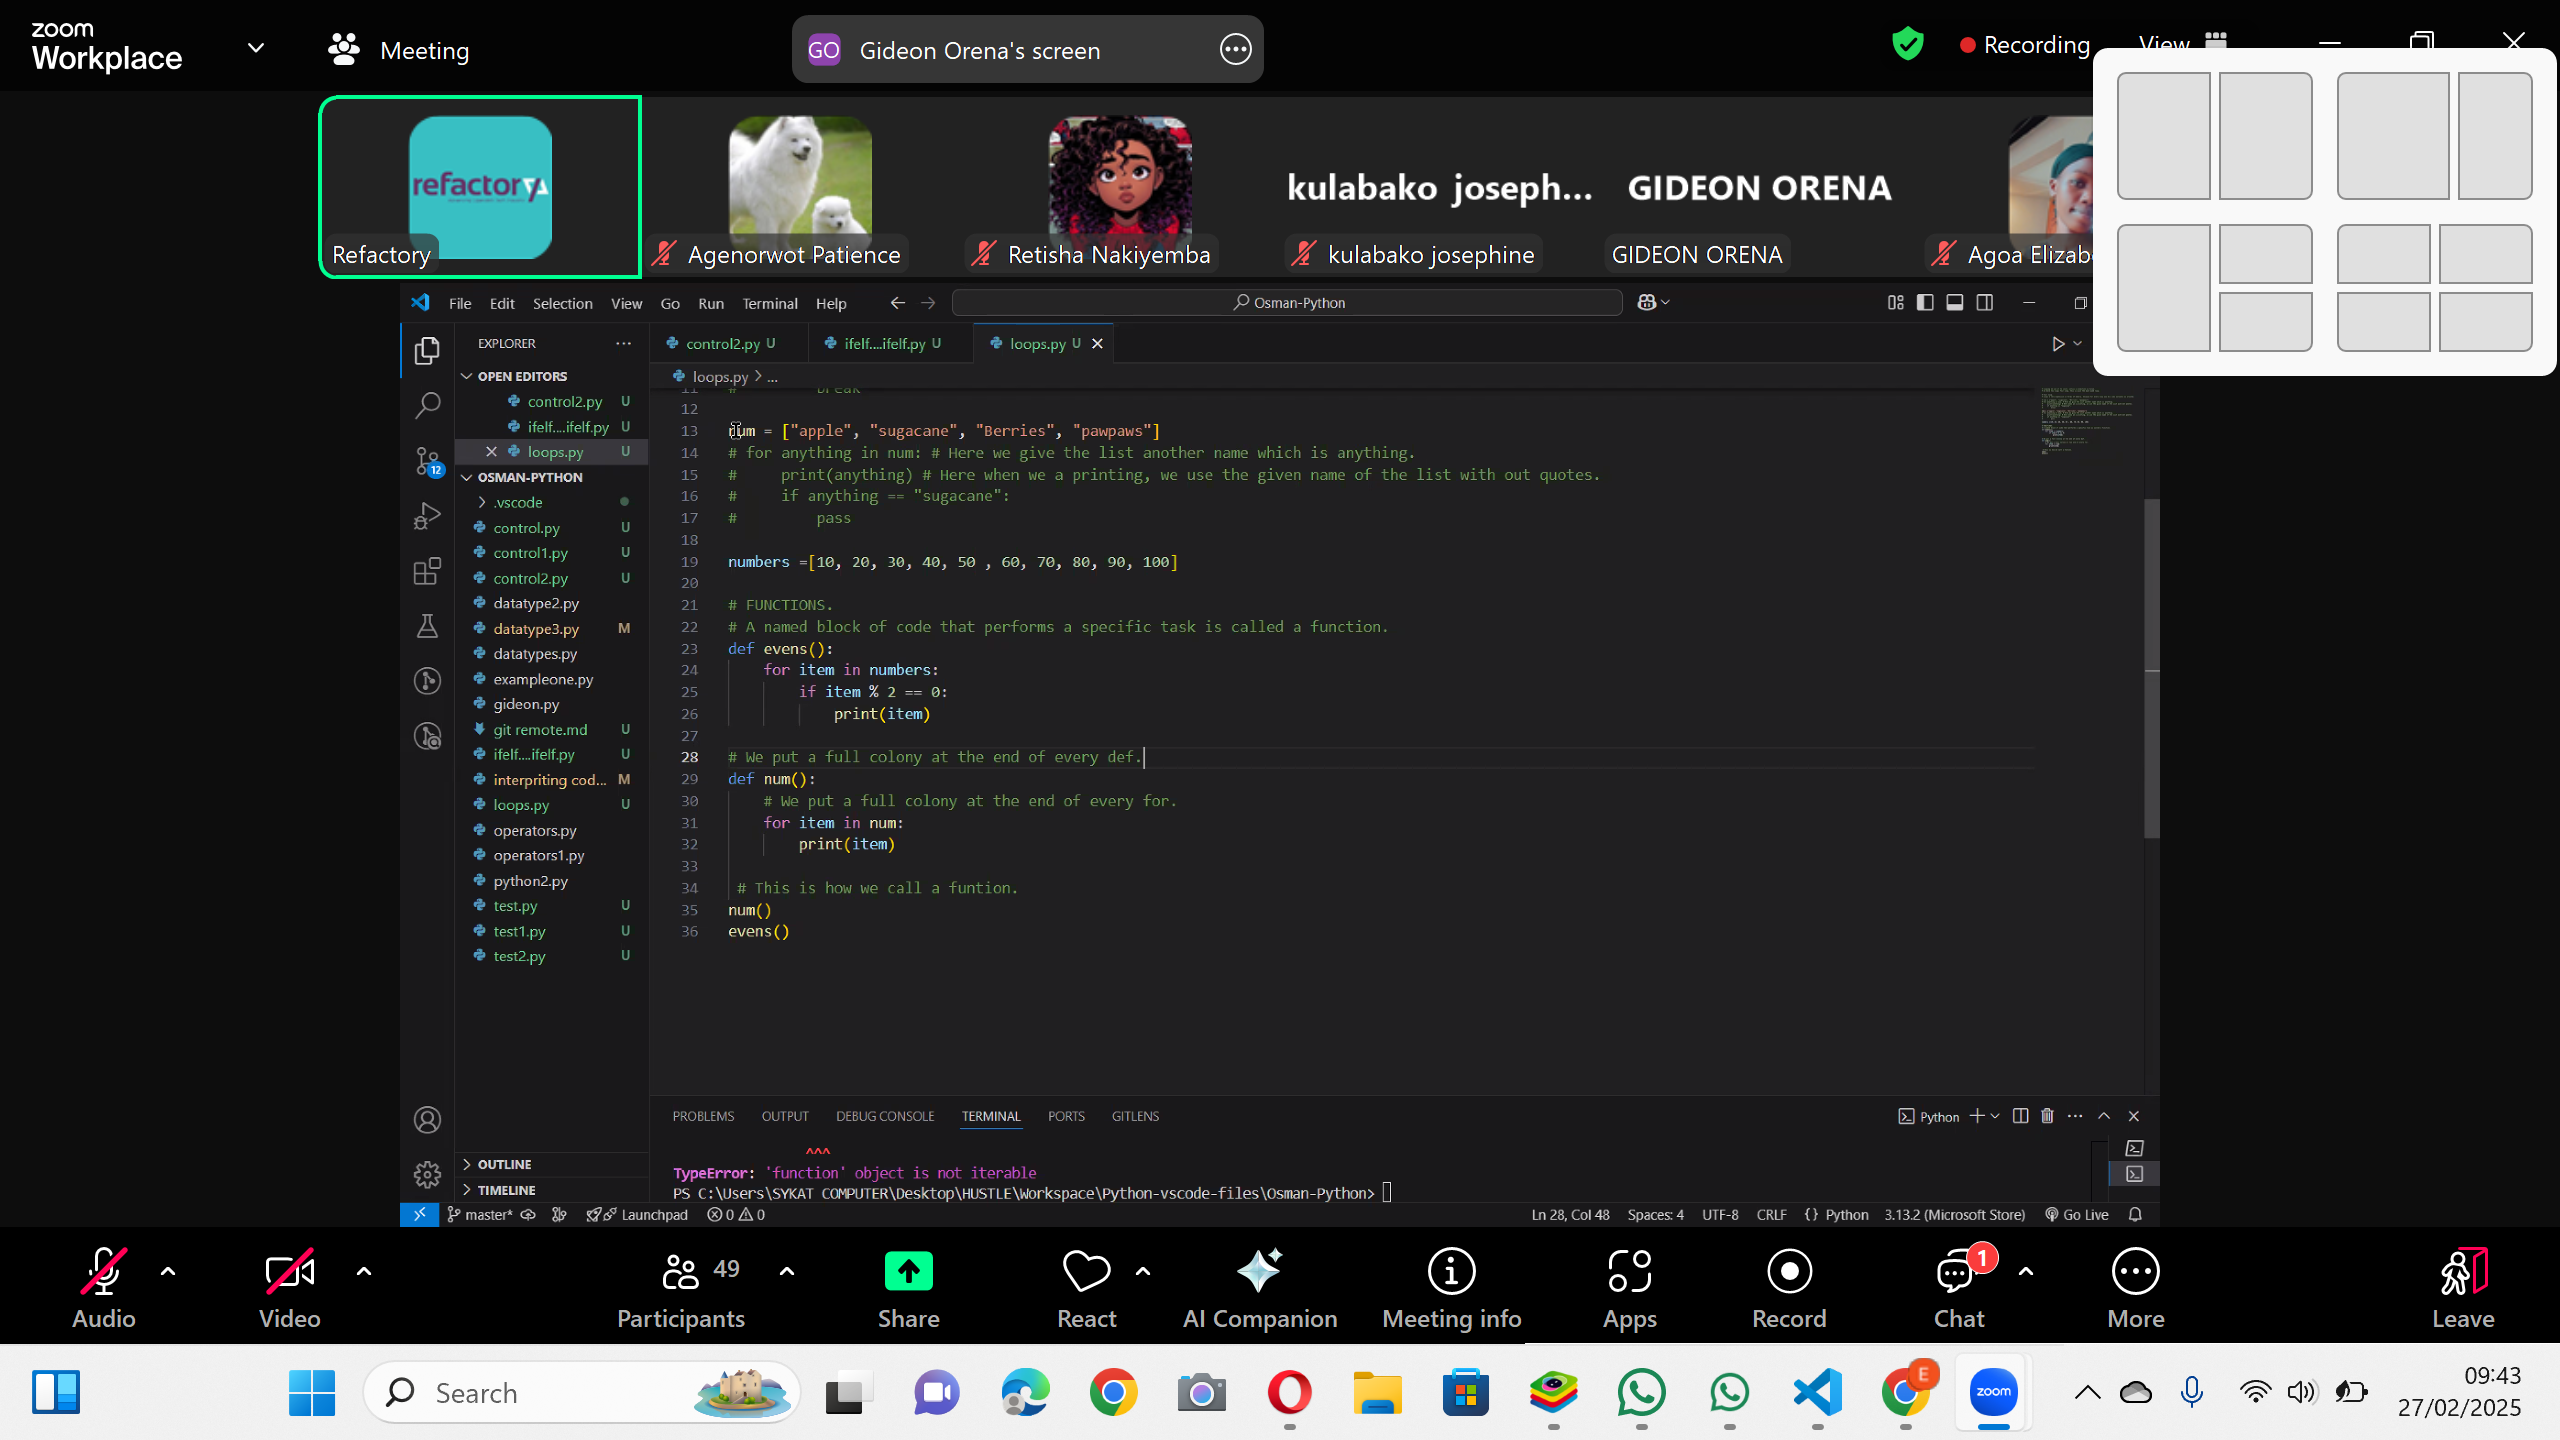 zoom
Workplace
Meeting
GO Gideon Orena's screen
Recording
View
refactory
Refactory
Agenorwot Patience
Retisha Nakiyemba
kulabako joseph...
kulabako josephine
GIDEON ORENA
GIDEON ORENA
Agoa Elizab
File Edit Selection View Go Run Terminal Help
Osman-Python
EXPLORER
control2.py U
ifelf....ifelf.py U
loops.py U
OPEN EDITORS
control2.py U
ifelf....ifelf.py U
loops.py U
OSMAN-PYTHON
.vscode
control.py U
control1.py U
control2.py U
datatype2.py
datatype3.py M
datatypes.py
exampleone.py
gideon.py
git remote.md U
ifelf....ifelf.py U
interpriting cod... M
loops.py U
operators.py
operators1.py
python2.py
test.py U
test1.py U
test2.py U
OUTLINE
TIMELINE
12
loops.py > ...
11 # break
12
13 num = ["apple", "sugacane", "Berries", "pawpaws"]
14 # for anything in num: # Here we give the list another name which is anything.
15 # print(anything) # Here when we a printing, we use the given name of the list with out quotes.
16 # if anything == "sugacane":
17 # pass
18
19 numbers =[10, 20, 30, 40, 50 , 60, 70, 80, 90, 100]
20
21 # FUNCTIONS.
22 # A named block of code that performs a specific task is called a function.
23 def evens():
24 for item in numbers:
25 if item % 2 == 0:
26 print(item)
27
28 # We put a full colony at the end of every def.
29 def num():
30 # We put a full colony at the end of every for.
31 for item in num:
32 print(item)
33
34 # This is how we call a funtion.
35 num()
36 evens()
PROBLEMS OUTPUT DEBUG CONSOLE TERMINAL PORTS GITLENS
Python
^^^
TypeError: 'function' object is not iterable
PS C:\Users\SYKAT COMPUTER\Desktop\HUSTLE\Workspace\Python-vscode-files\Osman-Python>
master* Launchpad 0 0 Ln 28, Col 48 Spaces: 4 UTF-8 CRLF {} Python 3.13.2 (Microsoft Store) Go Live
Audio
Video
49
Participants
Share
React
AI Companion
Meeting info
Apps
Record
1
Chat
More
Leave
Search
E
zoom
09:43
27/02/2025